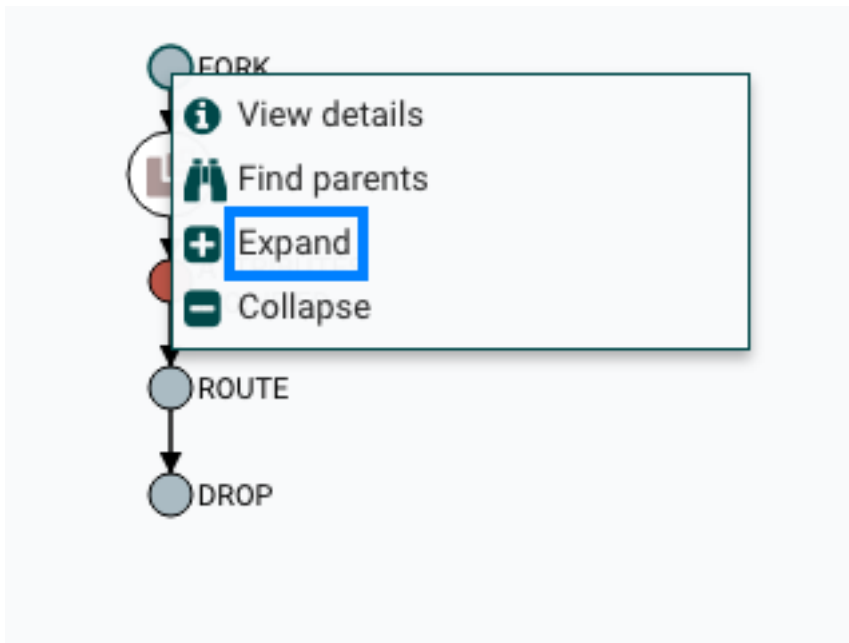 FORK
View details
Find parents
Expand
Collapse
ROUTE
DROP